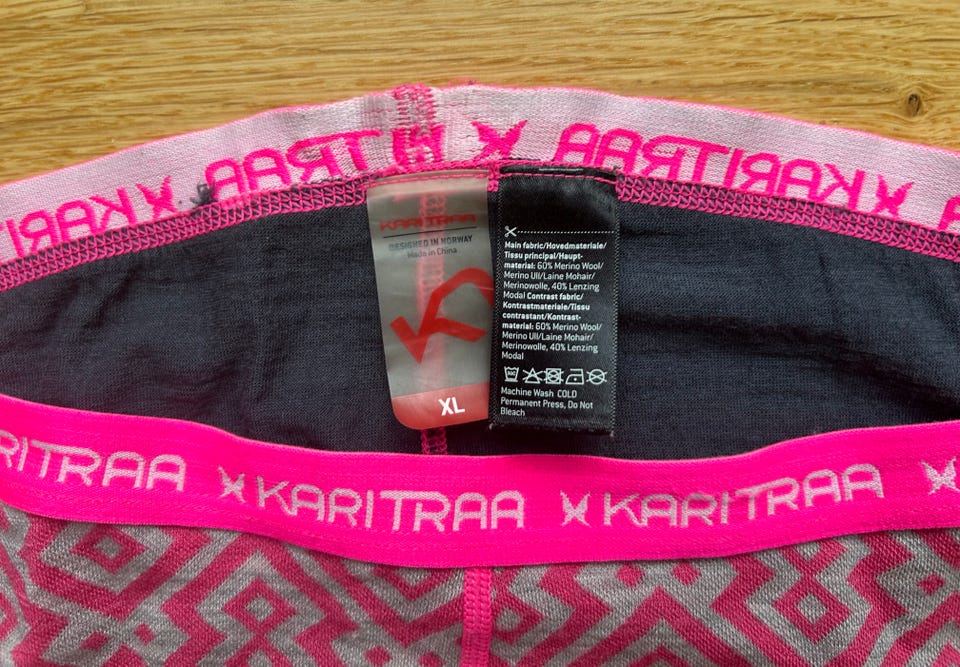 KARITRAA KARITRAA KARITRAA
KARITRAA
DESIGNED IN NORWAY
Made in China
XL
Main fabric/Hovedmateriale/
Tissu principal/Haupt-
material: 60% Merino Wool/
Merino Ull/Laine Mohair/
Merinowolle, 40% Lenzing
Modal Contrast fabric/
Kontrastmateriale/Tissu
contrastant/Kontrast-
material: 60% Merino Wool/
Merino Ull/Laine Mohair/
Merinowolle, 40% Lenzing
Modal
Machine Wash COLD
Permanent Press, Do Not
Bleach
RITRAA KARITRAA KARITRAA